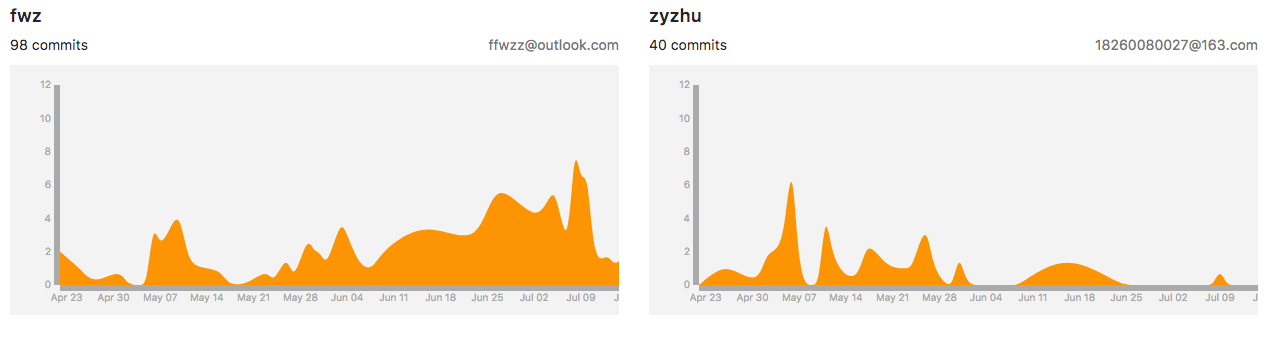 fwz
98 commits ffwzz@outlook.com
12
10
8
6
4
2
0
Apr 23 Apr 30 May 07 May 14 May 21 May 28 Jun 04 Jun 11 Jun 18 Jun 25 Jul 02 Jul 09 J
zyzhu
40 commits 18260080027@163.com
12
10
8
6
4
2
0
Apr 23 Apr 30 May 07 May 14 May 21 May 28 Jun 04 Jun 11 Jun 18 Jun 25 Jul 02 Jul 09 J